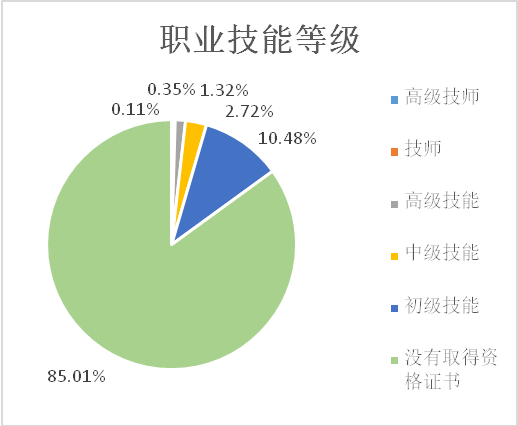 职业技能等级
0.35%
1.32%
0.11%
2.72%
10.48%
85.01%
高级技师
技师
高级技能
中级技能
初级技能
没有取得资
格证书